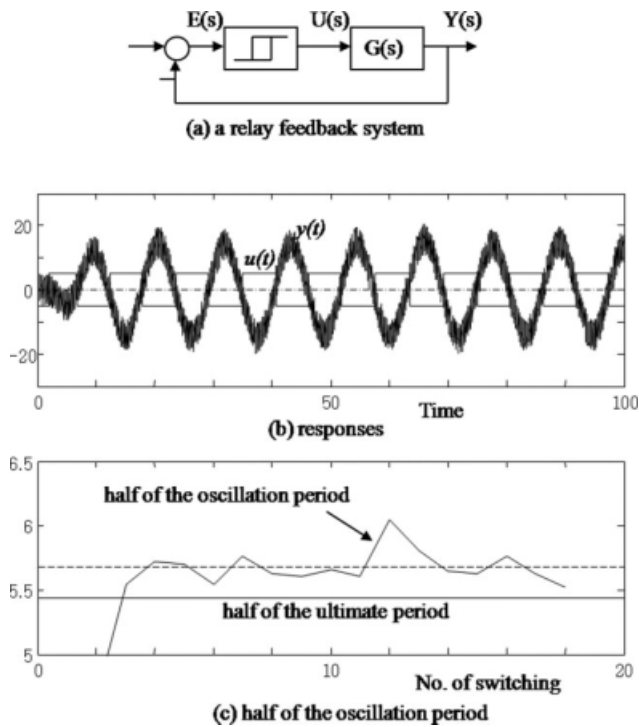 E(s) U(s) Y(s)
G(s)
(a) a relay feedback system
20
0
-20
y(t)
u(t)
0 50 100
Time
(b) responses
6.5
6
5.5
5
half of the oscillation period
half of the ultimate period
0 10 20
No. of switching
(c) half of the oscillation period